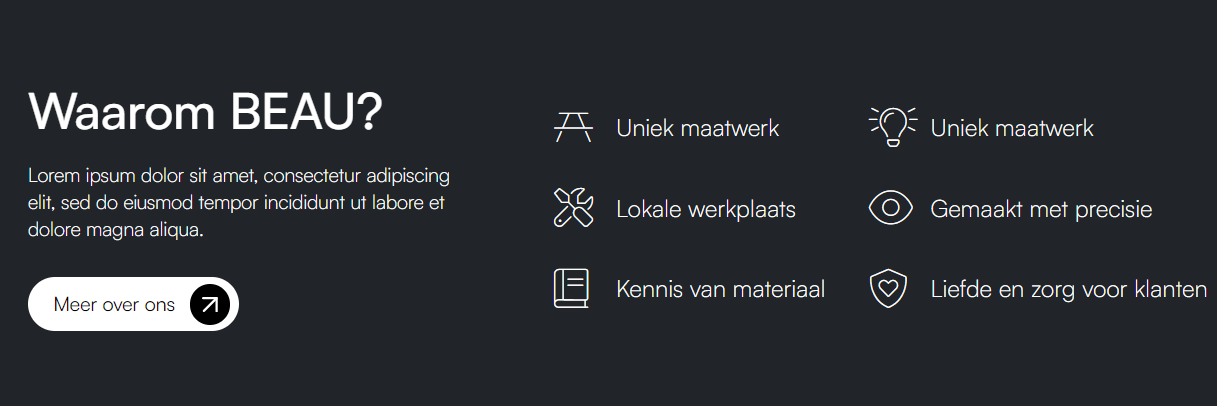 Waarom BEAU?
Lorem ipsum dolor sit amet, consectetur adipiscing
elit, sed do eiusmod tempor incididunt ut labore et
dolore magna aliqua.
Meer over ons
Uniek maatwerk
Uniek maatwerk
Lokale werkplaats
Gemaakt met precisie
Kennis van materiaal
Liefde en zorg voor klanten